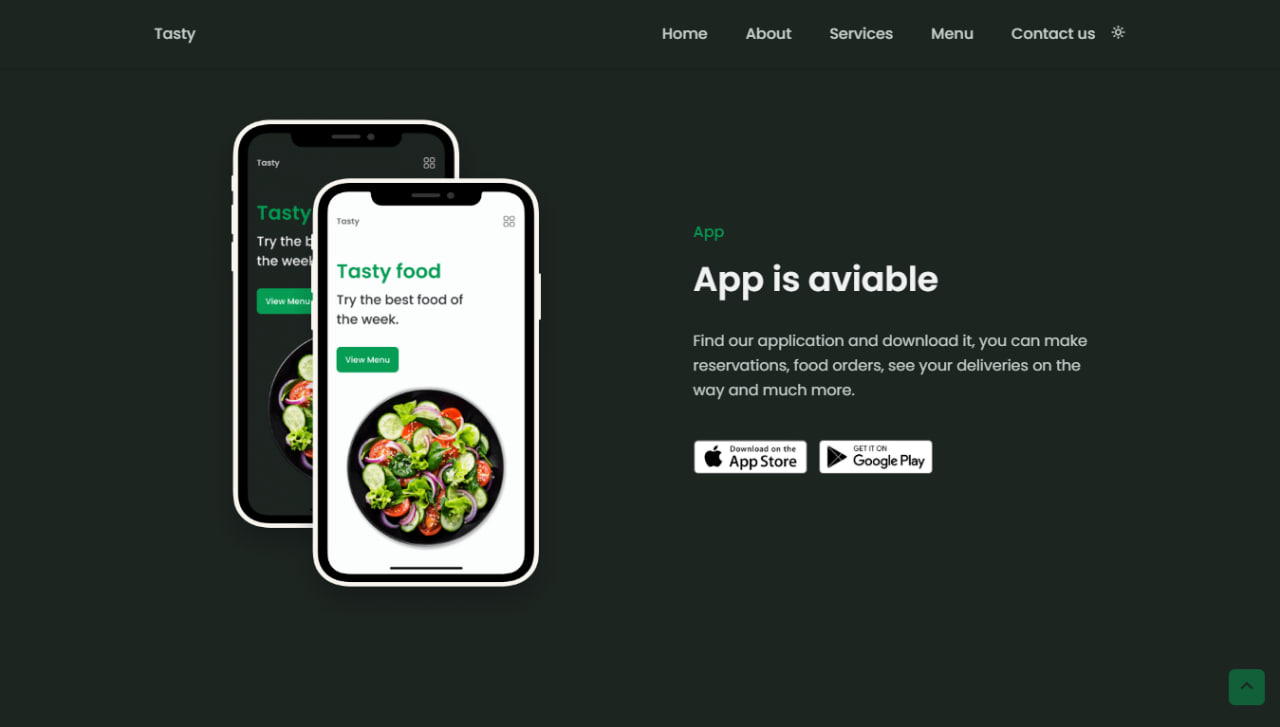 Tasty
Home
About
Services
Menu
Contact us
Tasty
Tasty
Try the b
the week
View Menu
Tasty
Tasty food
Try the best food of
the week.
View Menu
App
App is aviable
Find our application and download it, you can make
reservations, food orders, see your deliveries on the
way and much more.
Download on the
App Store
GET IT ON
Google Play